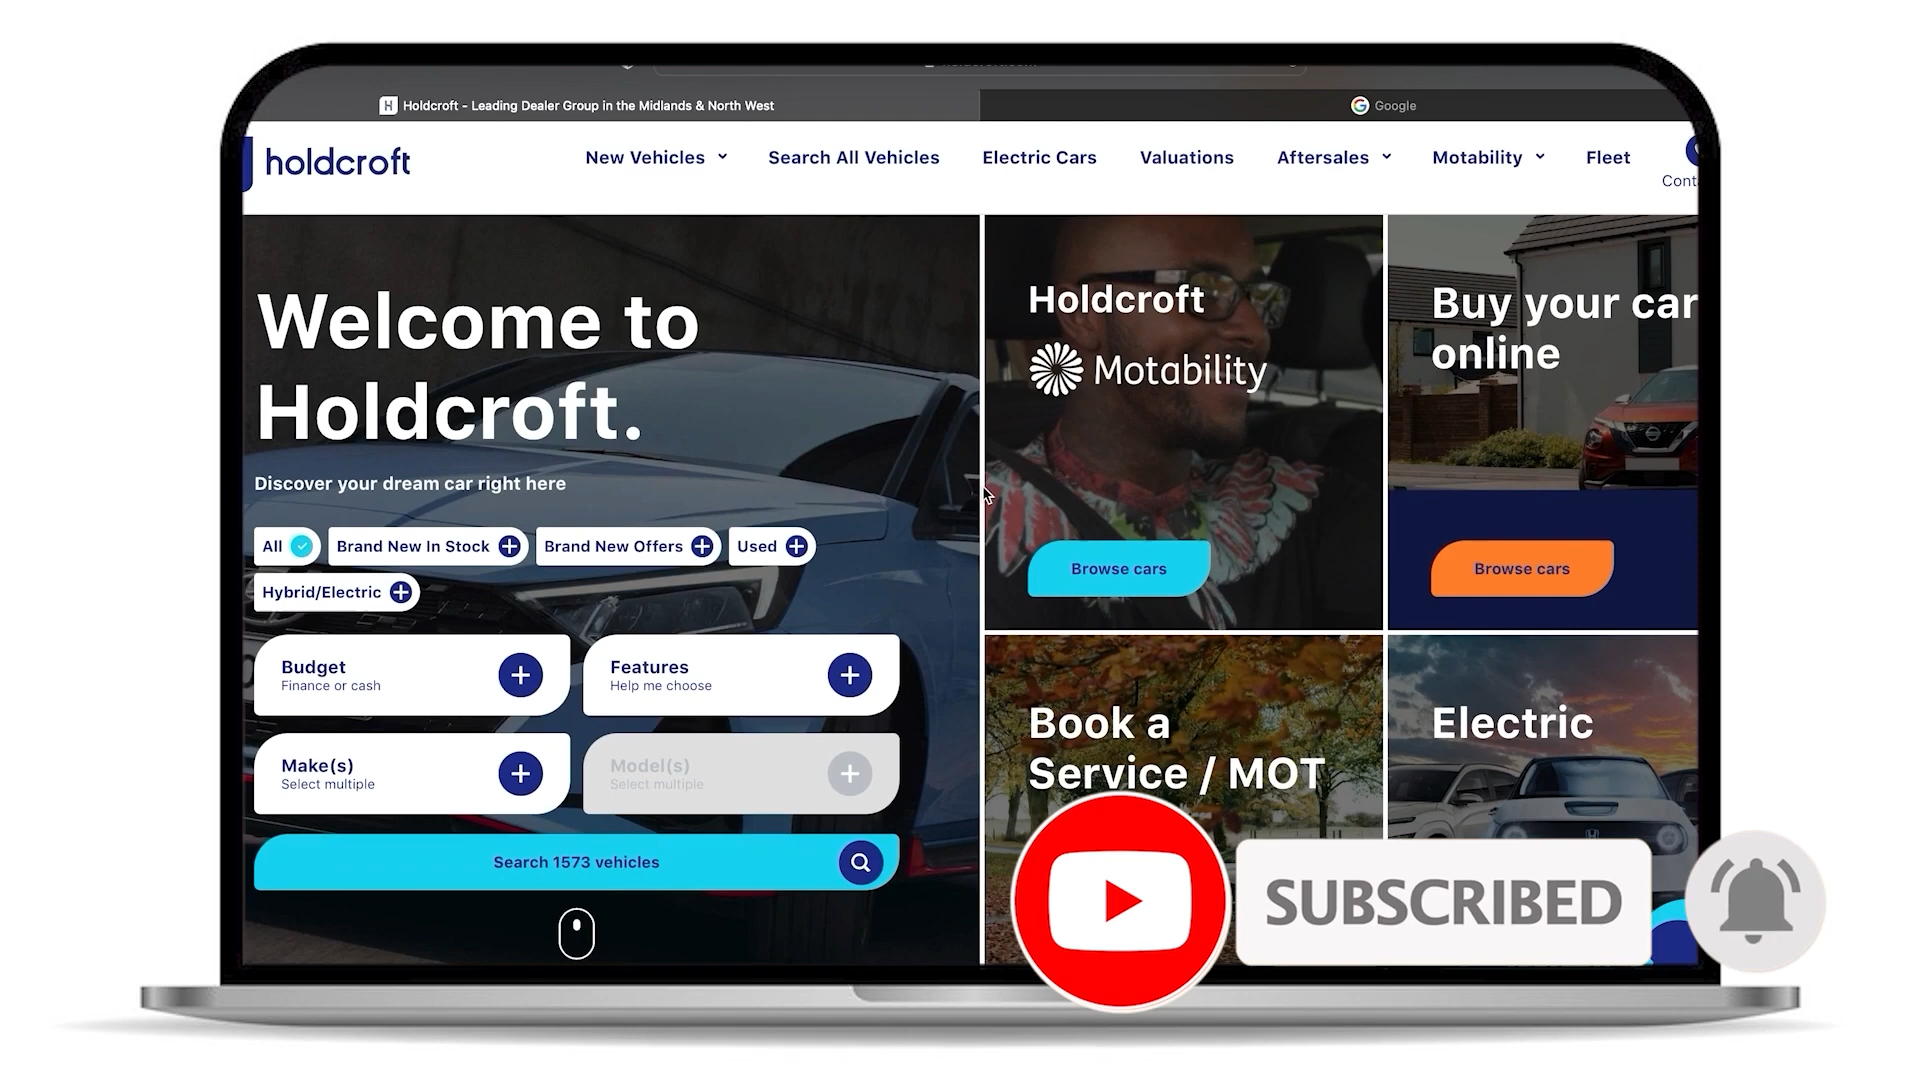 Holdcroft - Leading Dealer Group in the Midlands & North West
Google
holdcroft
New Vehicles
Search All Vehicles
Electric Cars
Valuations
Aftersales
Motability
Fleet
Welcome to
Holdcroft.
Discover your dream car right here
All
Brand New In Stock
Brand New Offers
Used
Hybrid/Electric
Budget
Finance or cash
Features
Help me choose
Make(s)
Select multiple
Model(s)
Select multiple
Search 1573 vehicles
Holdcroft
Motability
Browse cars
Buy your car
online
Browse cars
Book a
Service / MOT
Electric
SUBSCRIBED